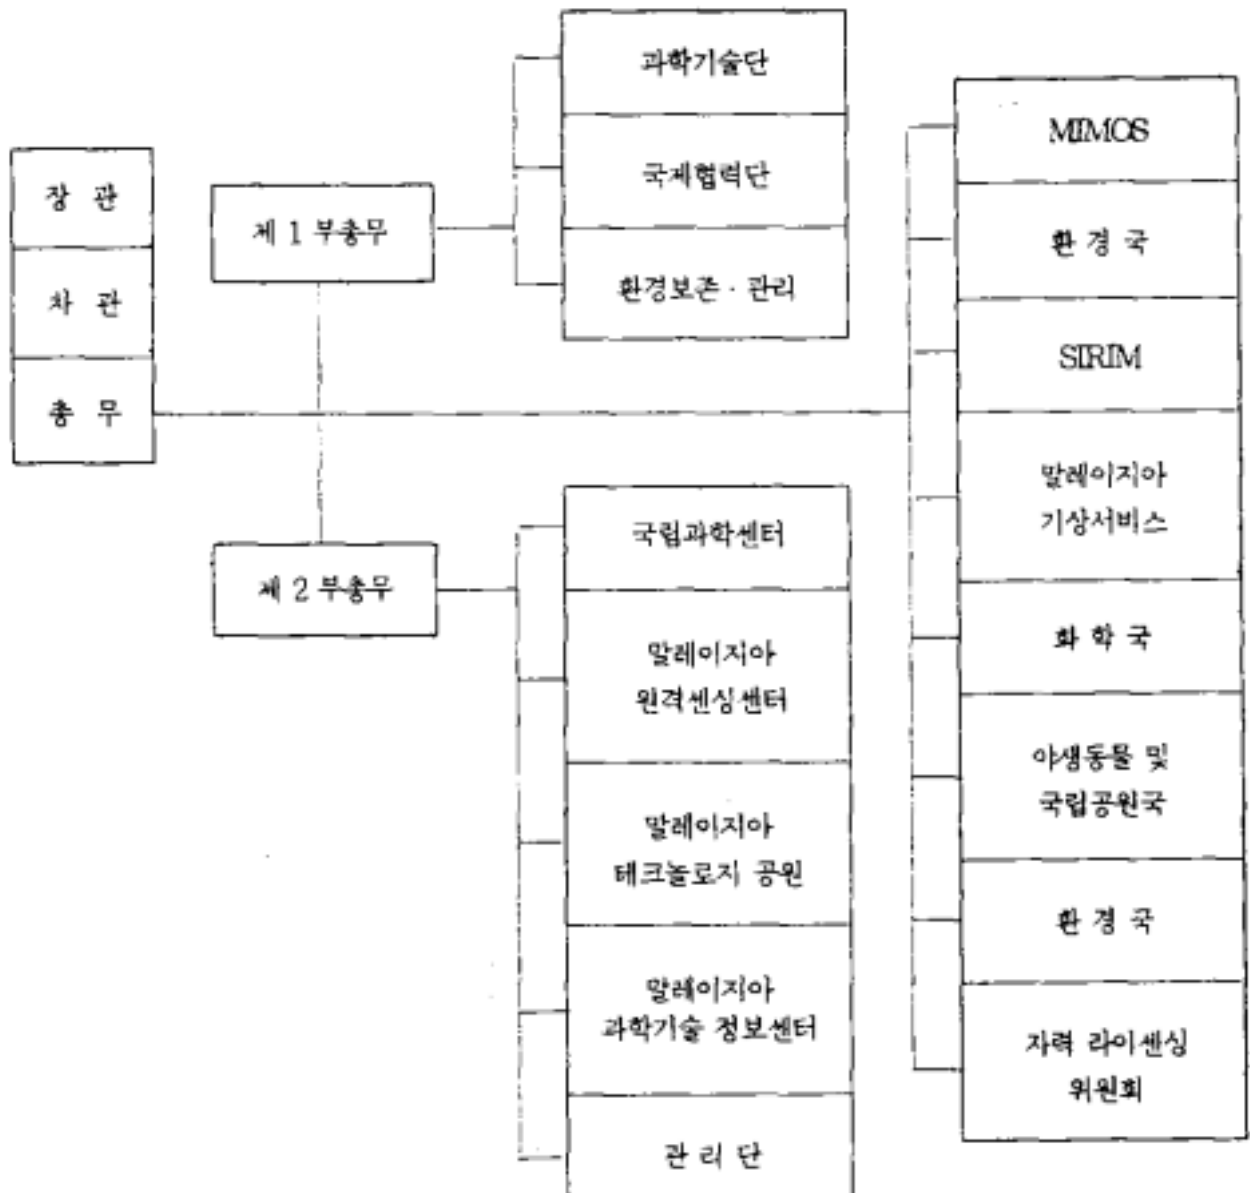 장 관
차 관
총 무
제 1 부총무
제 2 부총무
과학기술단
국제협력단
환경보존 · 관리
국립과학센터
말레이지아
원격센싱센터
말레이지아
테크놀로지 공원
말레이지아
과학기술 정보센터
관 리 단
MIMOS
환 경 국
SIRIM
말레이지아
기상서비스
화 학 국
야생동물 및
국립공원국
환 경 국
자력 라이센싱
위원회